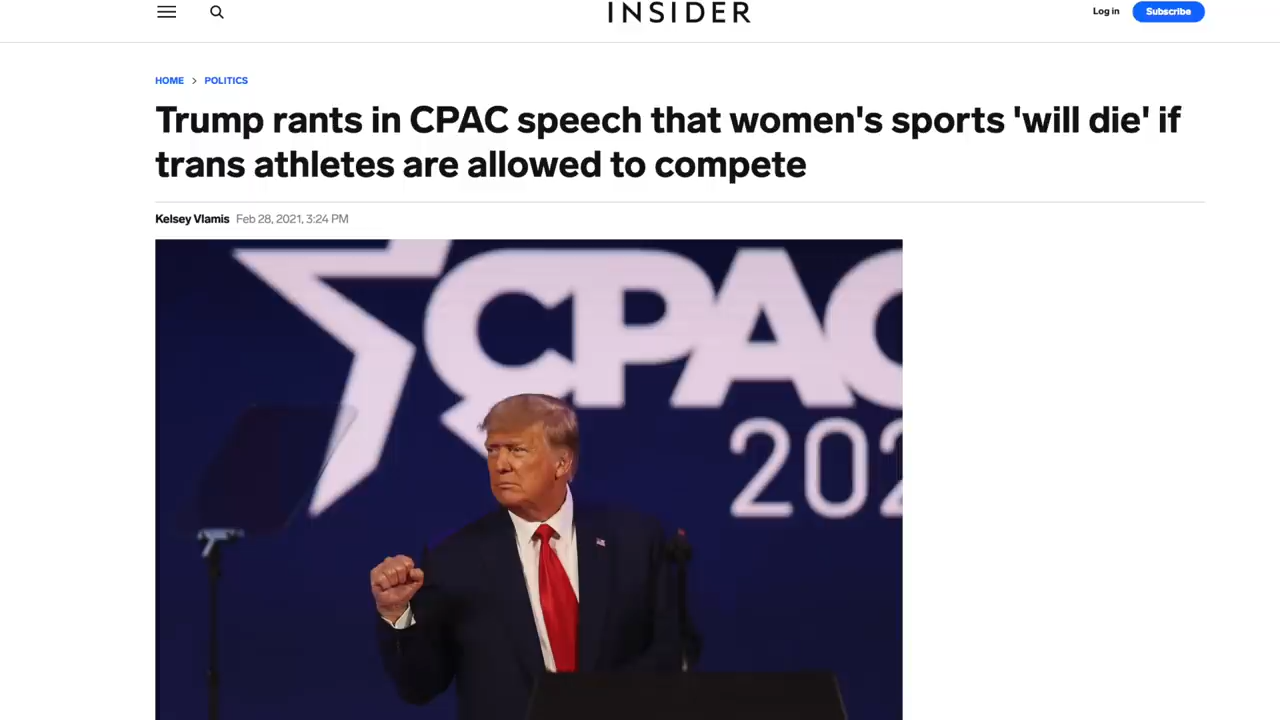 INSIDER
Log in
Subscribe
HOME > POLITICS
Trump rants in CPAC speech that women's sports 'will die' if
trans athletes are allowed to compete
Kelsey Vlamis Feb 28, 2021, 3:24 PM
CPAC
202